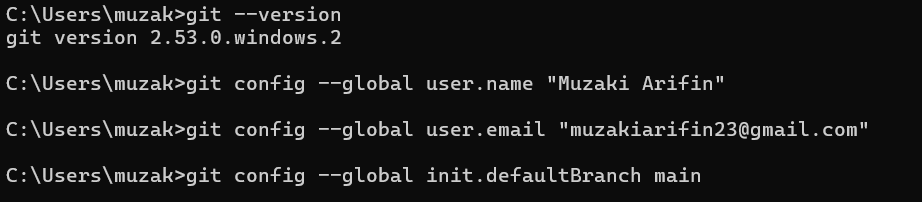 C:\Users\muzak>git --version
git version 2.53.0.windows.2
C:\Users\muzak>git config --global user.name "Muzaki Arifin"
C:\Users\muzak>git config --global user.email "muzakiarifin23@gmail.com"
C:\Users\muzak>git config --global init.defaultBranch main